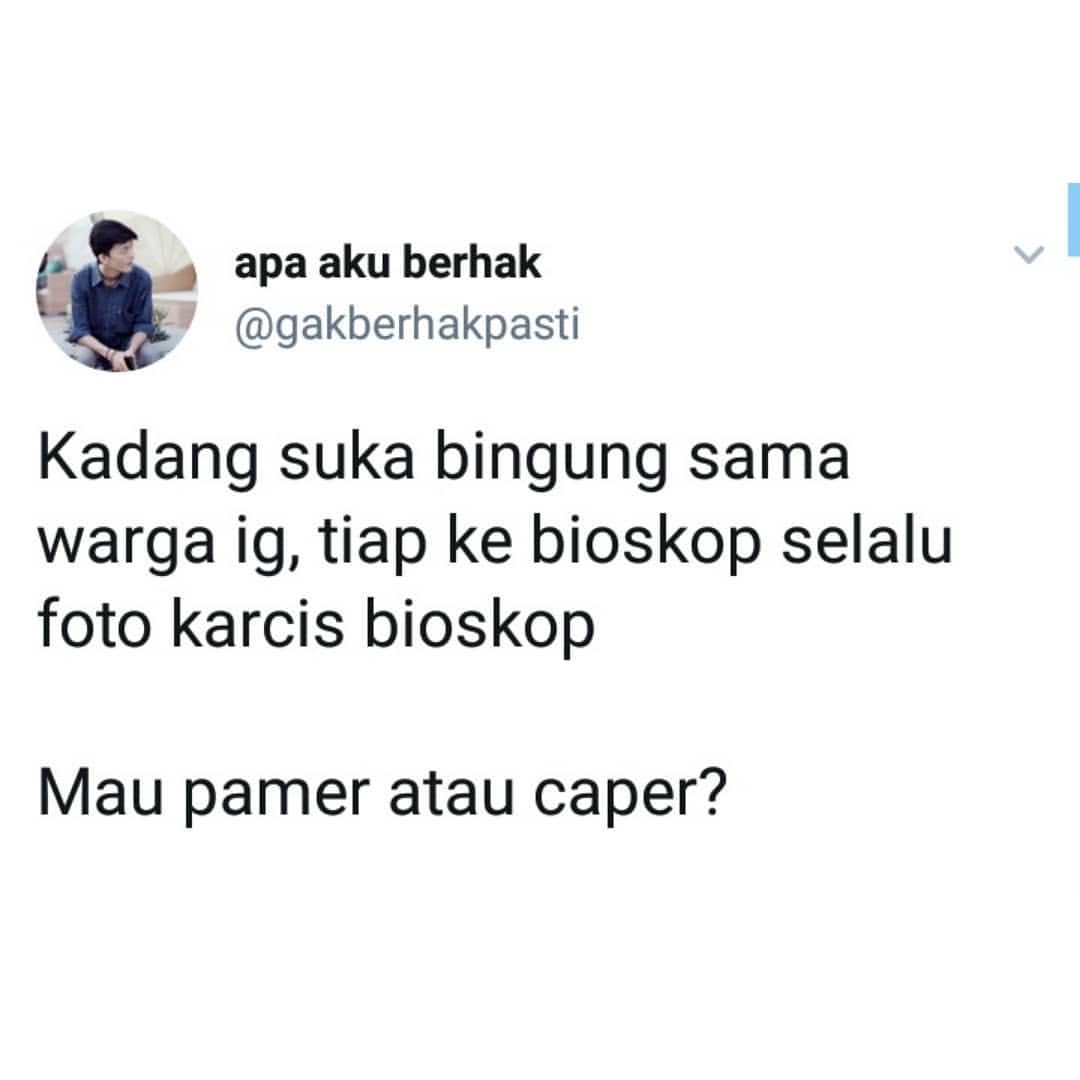 apa aku berhak
@gakberhakpasti
Kadang suka bingung sama
warga ig, tiap ke bioskop selalu
foto karcis bioskop
Mau pamer atau caper?